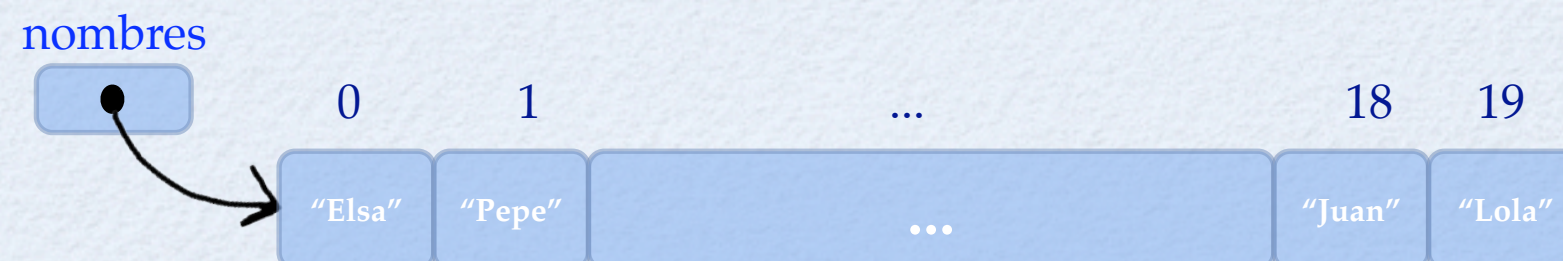 nombres
0 1 ... 18 19
“Elsa” “Pepe” ... “Juan” “Lola”